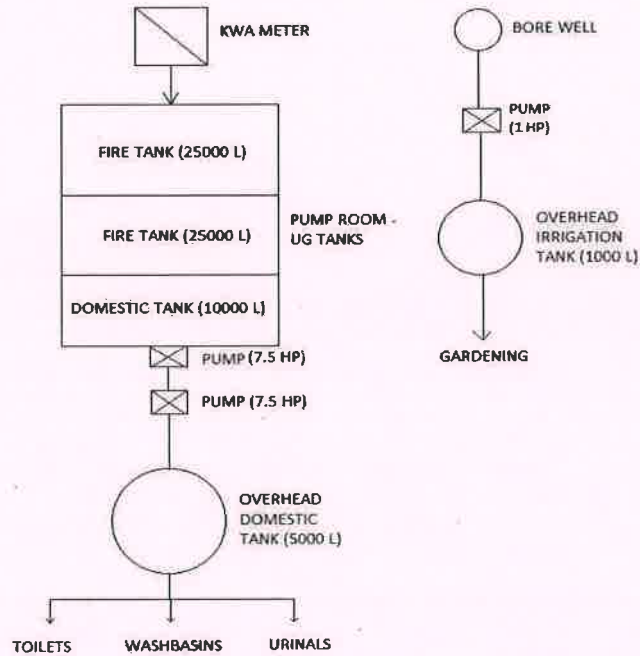 KWA METER
FIRE TANK (25000 L)
FIRE TANK (25000 L)
DOMESTIC TANK (10000 L)
PUMP ROOM -
UG TANKS
PUMP (7.5 HP)
PUMP (7.5 HP)
OVERHEAD
DOMESTIC
TANK (5000 L)
TOILETS
WASHBASINS
URINALS
BORE WELL
PUMP
(1 HP)
OVERHEAD
IRRIGATION
TANK (1000 L)
GARDENING